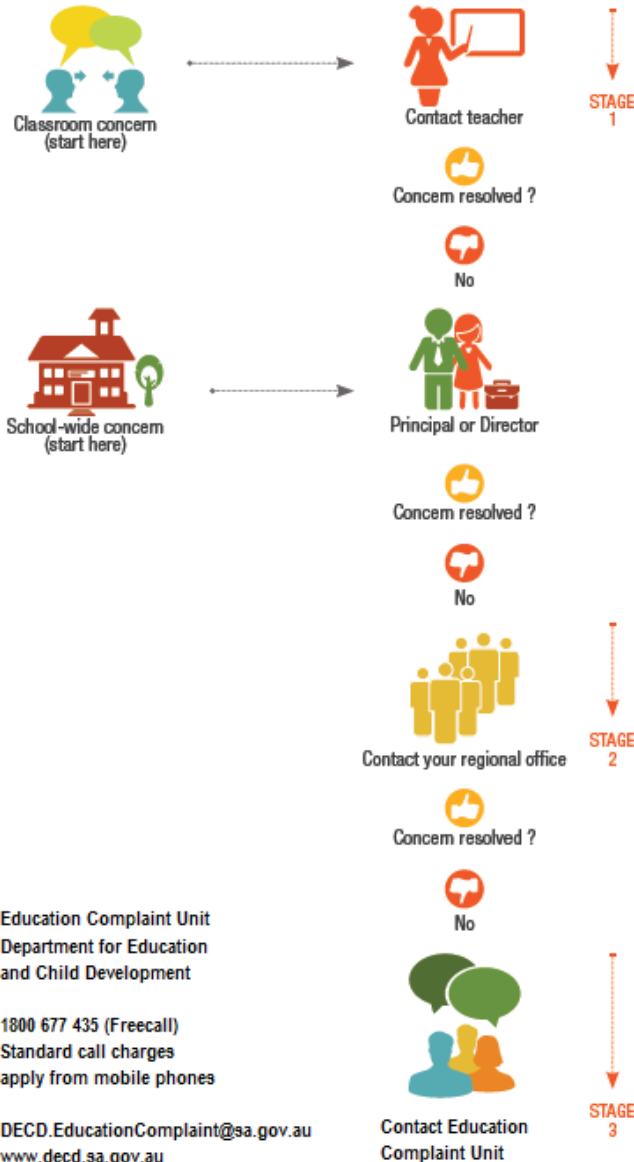 Classroom concern
(start here)
Contact teacher
STAGE
1
Concern resolved ?
No
School-wide concern
(start here)
Principal or Director
Concern resolved ?
No
Contact your regional office
STAGE
2
Concern resolved ?
No
Education Complaint Unit
Department for Education
and Child Development
1800 677 435 (Freecall)
Standard call charges
apply from mobile phones
DECD.EducationComplaint@sa.gov.au
www.decd.sa.gov.au
Contact Education
Complaint Unit
STAGE
3